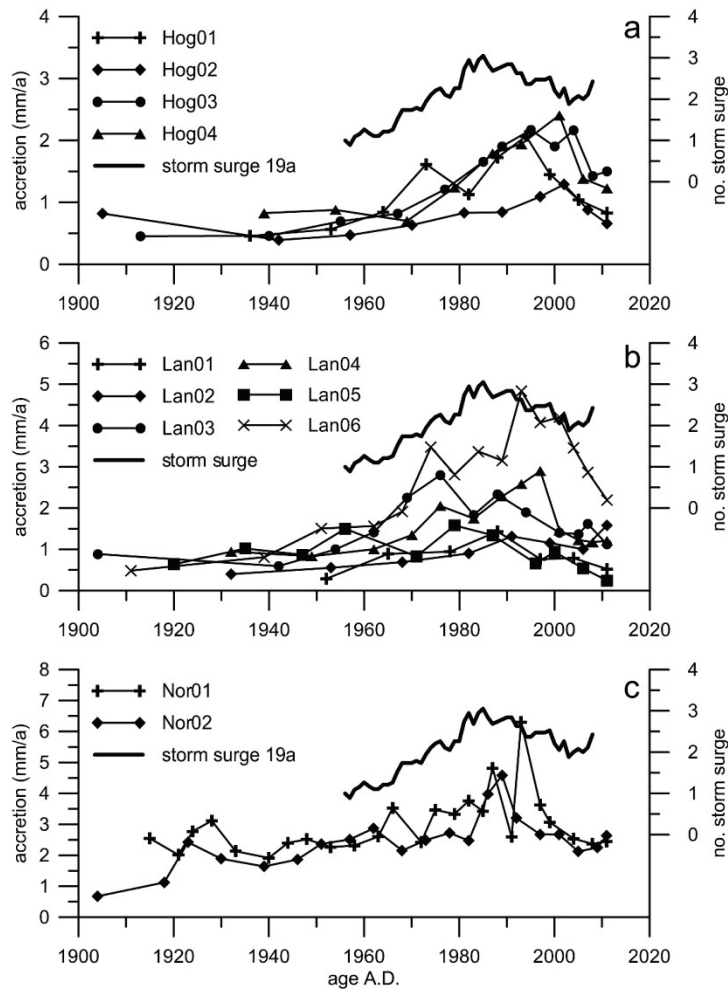 a
4
3
2
1
0
accretion (mm/a)
Hog01
Hog02
Hog03
Hog04
storm surge 19a
4
3
2
1
0
no. storm surge
1900 1920 1940 1960 1980 2000 2020
b
6
5
4
3
2
1
0
accretion (mm/a)
Lan01 Lan04
Lan02 Lan05
Lan03 Lan06
storm surge
4
3
2
1
0
no. storm surge
1900 1920 1940 1960 1980 2000 2020
c
8
7
6
5
4
3
2
1
0
accretion (mm/a)
Nor01
Nor02
storm surge 19a
4
3
2
1
0
no. storm surge
1900 1920 1940 1960 1980 2000 2020
age A.D.